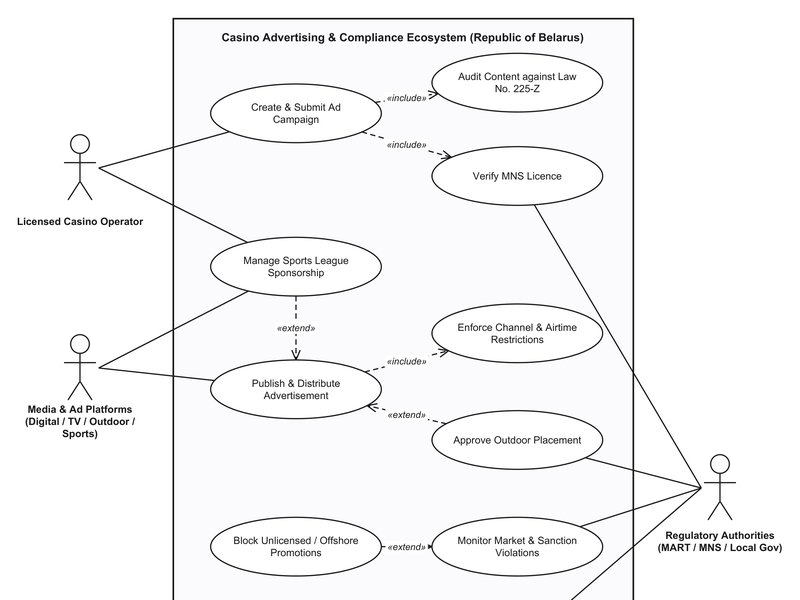 Casino Advertising & Compliance Ecosystem (Republic of Belarus)
Audit Content against Law
No. 225-Z
«include»
Create & Submit Ad
Campaign
«include»
Verify MNS Licence
Licensed Casino Operator
Manage Sports League
Sponsorship
«extend»
Enforce Channel & Airtime
Restrictions
«include»
Publish & Distribute
Advertisement
Media & Ad Platforms
(Digital / TV / Outdoor /
Sports)
«extend»
Approve Outdoor Placement
Regulatory Authorities
(MART / MNS / Local Gov)
Block Unlicensed / Offshore
Promotions
«extend»
Monitor Market & Sanction
Violations